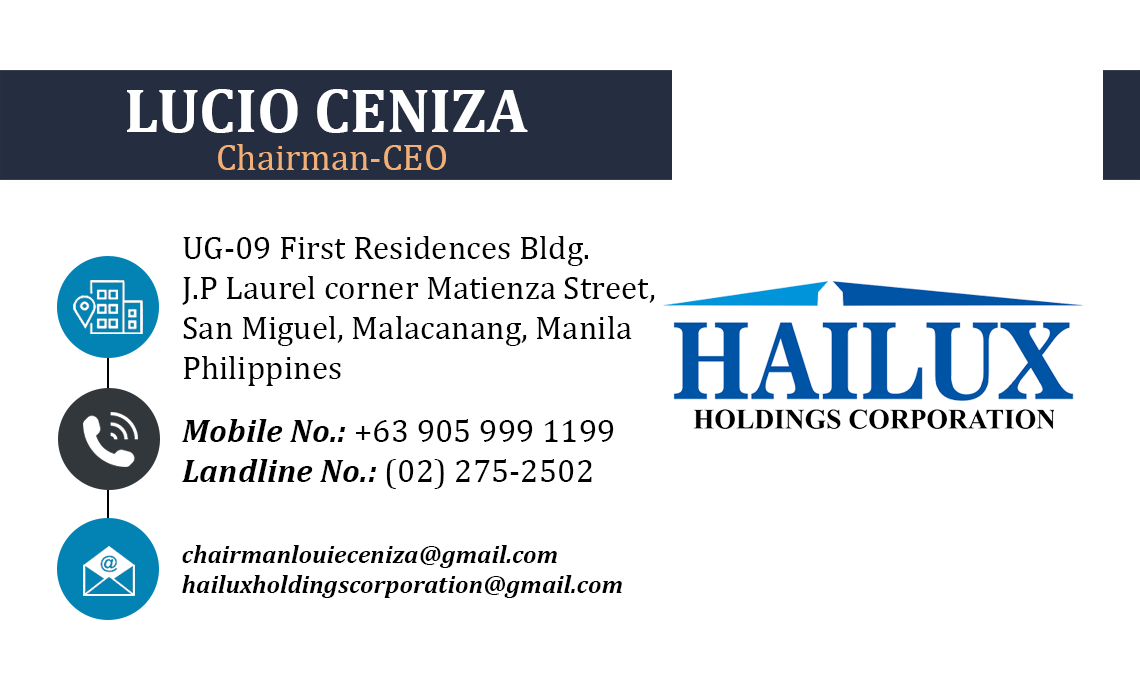 LUCIO CENIZA
Chairman-CEO
UG-09 First Residences Bldg.
J.P Laurel corner Matienza Street,
San Miguel, Malacanang, Manila
Philippines
Mobile No.: +63 905 999 1199
Landline No.: (02) 275-2502
@
chairmanlouieceniza@gmail.com
hailuxholdingscorporation@gmail.com
HAILUX
HOLDINGS CORPORATION